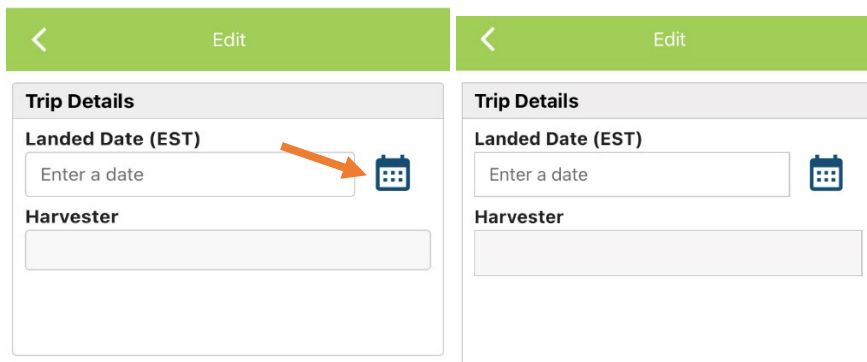 Edit
Trip Details
Landed Date (EST)
Enter a date
Harvester
Edit
Trip Details
Landed Date (EST)
Enter a date
Harvester